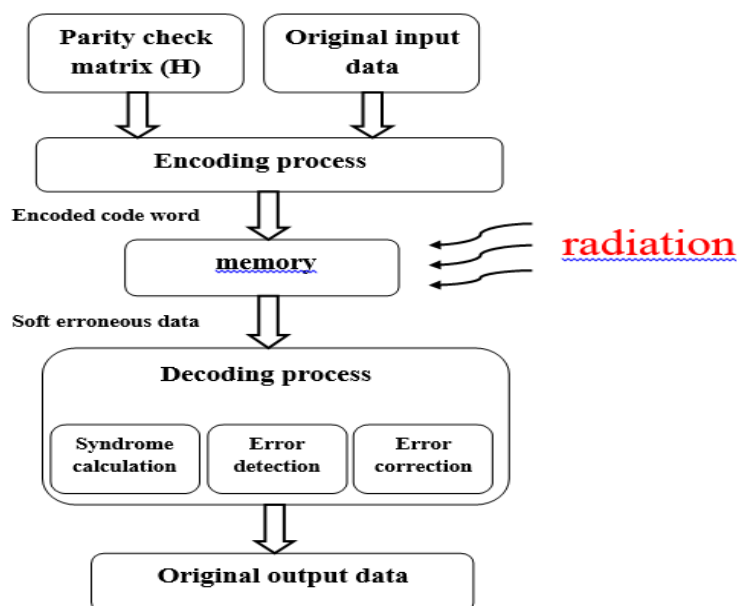 Parity check
matrix (H)
Original input
data
Encoding process
Encoded code word
memory
radiation
Soft erroneous data
Decoding process
Syndrome
calculation
Error
detection
Error
correction
Original output data